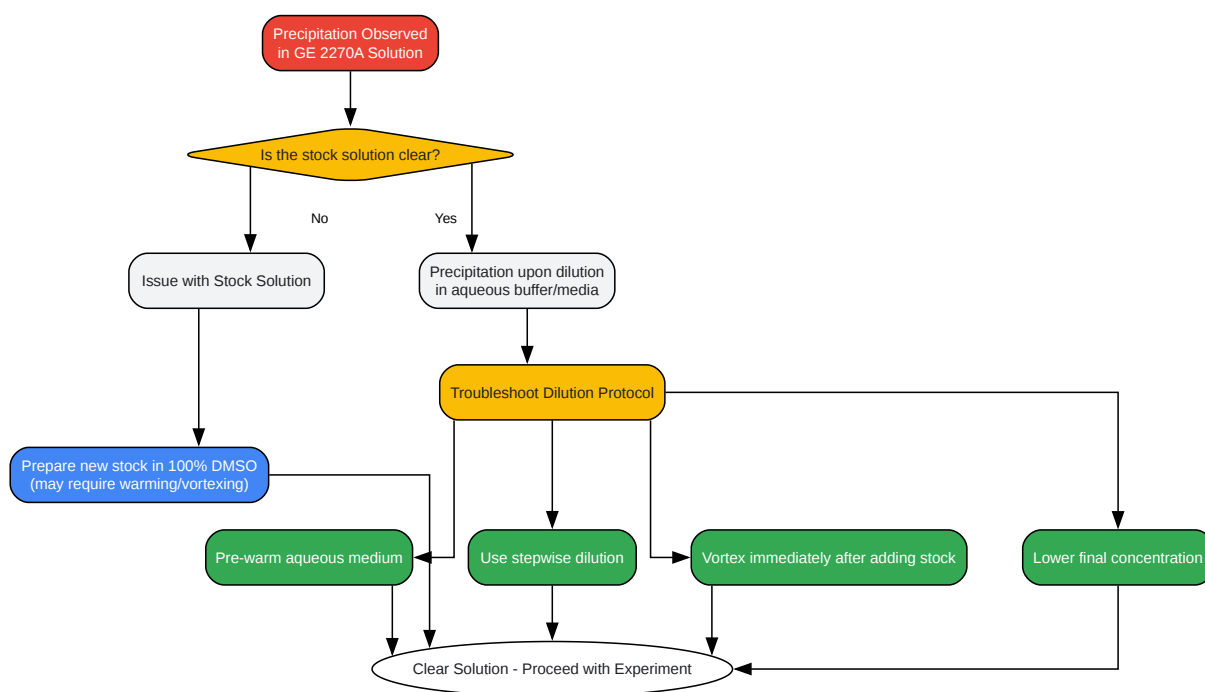 Precipitation Observed
in GE 2270A Solution
Is the stock solution clear?
No
Yes
Issue with Stock Solution
Precipitation upon dilution
in aqueous buffer/media
Troubleshoot Dilution Protocol
Prepare new stock in 100% DMSO
(may require warming/vortexing)
Pre-warm aqueous medium
Use stepwise dilution
Vortex immediately after adding stock
Lower final concentration
Clear Solution - Proceed with Experiment